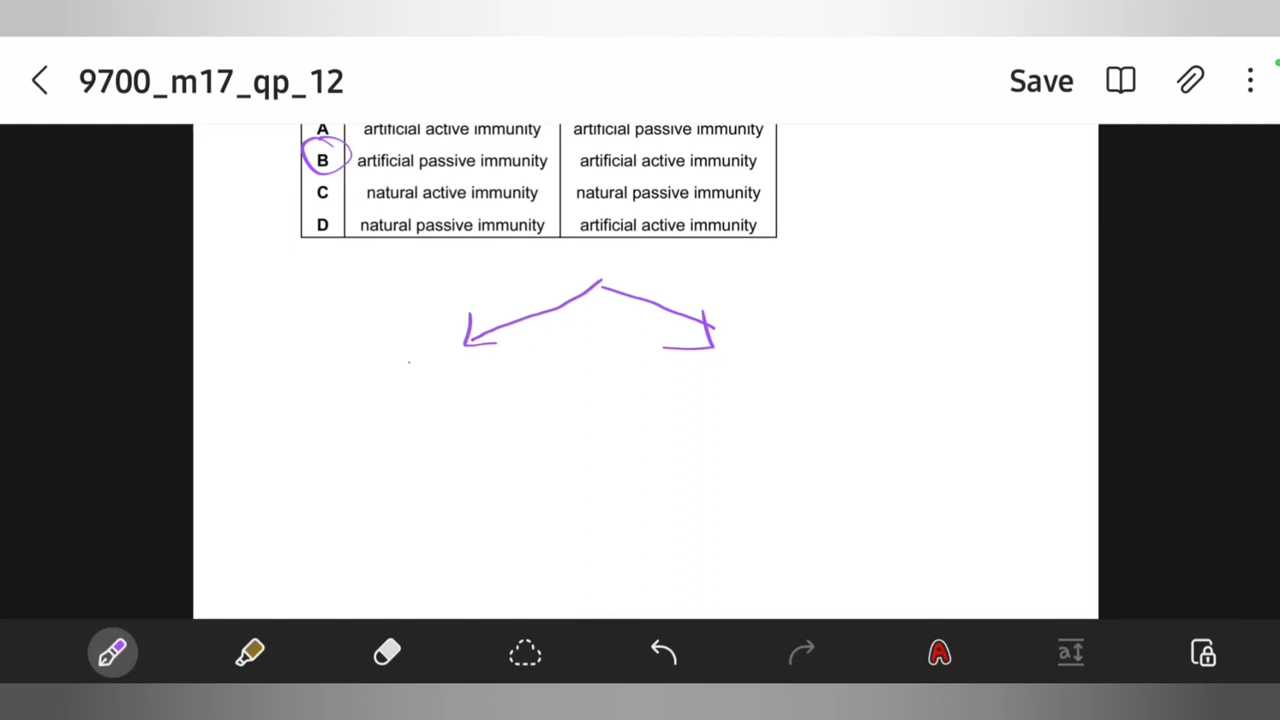 9700_m17_qp_12 Save
A artificial active immunity artificial passive immunity
B artificial passive immunity artificial active immunity
C natural active immunity natural passive immunity
D natural passive immunity artificial active immunity
A a